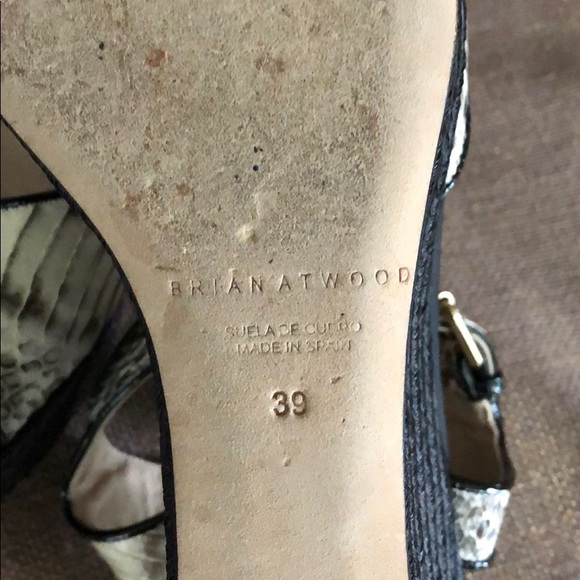 BRIAN ATWOOD
SUELA DE CUERO
MADE IN SPAIN
39